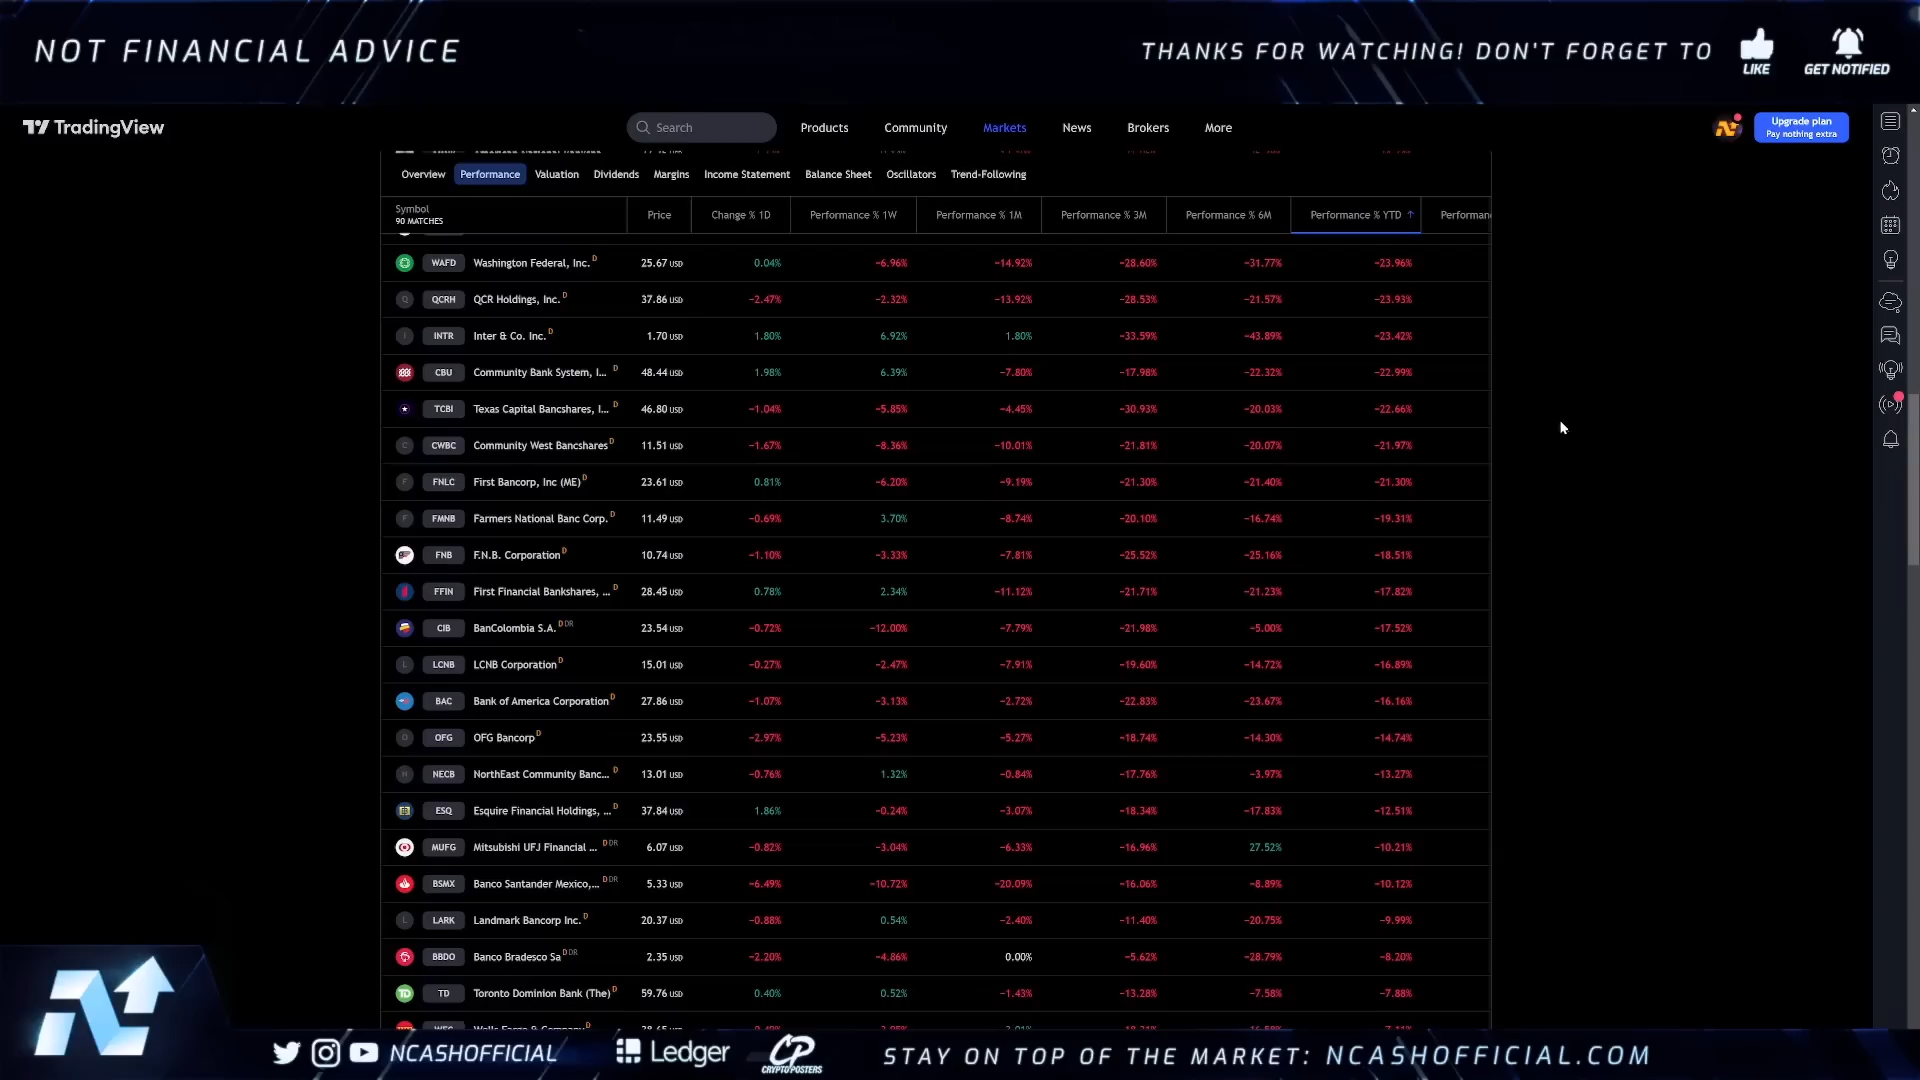 NOT FINANCIAL ADVICE
THANKS FOR WATCHING! DON'T FORGET TO
LIKE
GET NOTIFIED
TradingView
Search
Products Community Markets News Brokers More
Upgrade plan
Pay nothing extra
Overview Performance Valuation Dividends Margins Income Statement Balance Sheet Oscillators Trend-Following
Symbol
90 MATCHES
Price Change % 1D Performance % 1W Performance % 1M Performance % 3M Performance % 6M Performance % YTD ↑ Performan
WAFD Washington Federal, Inc. D 25.67 USD 0.04% −6.96% −14.92% −28.60% −31.77% −23.96%
Q QCRH QCR Holdings, Inc. D 37.86 USD −2.47% −2.32% −13.92% −28.53% −21.57% −23.93%
I INTR Inter & Co. Inc. D 1.70 USD 1.80% 6.92% 1.80% −33.59% −43.89% −23.42%
CBU Community Bank System, I... D 48.44 USD 1.98% 6.39% −7.80% −17.98% −22.32% −22.99%
TCBI Texas Capital Bancshares, I... D 46.80 USD −1.04% −5.85% −4.45% −30.93% −20.03% −22.66%
C CWBC Community West Bancshares D 11.51 USD −1.67% −8.36% −10.01% −21.81% −20.07% −21.97%
F FNLC First Bancorp, Inc (ME) D 23.61 USD 0.81% −6.20% −9.19% −21.30% −21.40% −21.30%
F FMNB Farmers National Banc Corp. D 11.49 USD −0.69% 3.70% −8.74% −20.10% −16.74% −19.31%
FNB F.N.B. Corporation D 10.74 USD −1.10% −3.33% −7.81% −25.52% −25.16% −18.51%
FFIN First Financial Bankshares, ... D 28.45 USD 0.78% 2.34% −11.12% −21.71% −21.23% −17.82%
CIB BanColombia S.A. D DR 23.54 USD −0.72% −12.00% −7.79% −21.98% −5.00% −17.52%
L LCNB LCNB Corporation D 15.01 USD −0.27% −2.47% −7.91% −19.60% −14.72% −16.89%
BAC Bank of America Corporation D 27.86 USD −1.07% −3.13% −2.72% −22.83% −23.67% −16.16%
O OFG OFG Bancorp D 23.55 USD −2.97% −5.23% −5.27% −18.74% −14.30% −14.74%
N NECB NorthEast Community Banc... D 13.01 USD −0.76% 1.32% −0.84% −17.76% −3.97% −13.27%
ESQ Esquire Financial Holdings, ... D 37.84 USD 1.86% −0.24% −3.07% −18.34% −17.83% −12.51%
MUFG Mitsubishi UFJ Financial ... D DR 6.07 USD −0.82% −3.04% −6.33% −16.96% 27.52% −10.21%
BSMX Banco Santander Mexico,... D DR 5.33 USD −6.49% −10.72% −20.09% −16.06% −8.89% −10.12%
L LARK Landmark Bancorp Inc. D 20.37 USD −0.88% 0.54% −2.40% −11.40% −20.75% −9.99%
BBDO Banco Bradesco Sa D DR 2.35 USD −2.20% −4.86% 0.00% −5.62% −28.79% −8.20%
TD TD Toronto Dominion Bank (The) D 59.76 USD 0.40% 0.52% −1.43% −13.28% −7.58% −7.88%
NCASHOFFICIAL
Ledger
CP
CRYPTOPOSTERS
STAY ON TOP OF THE MARKET: NCASHOFFICIAL.COM